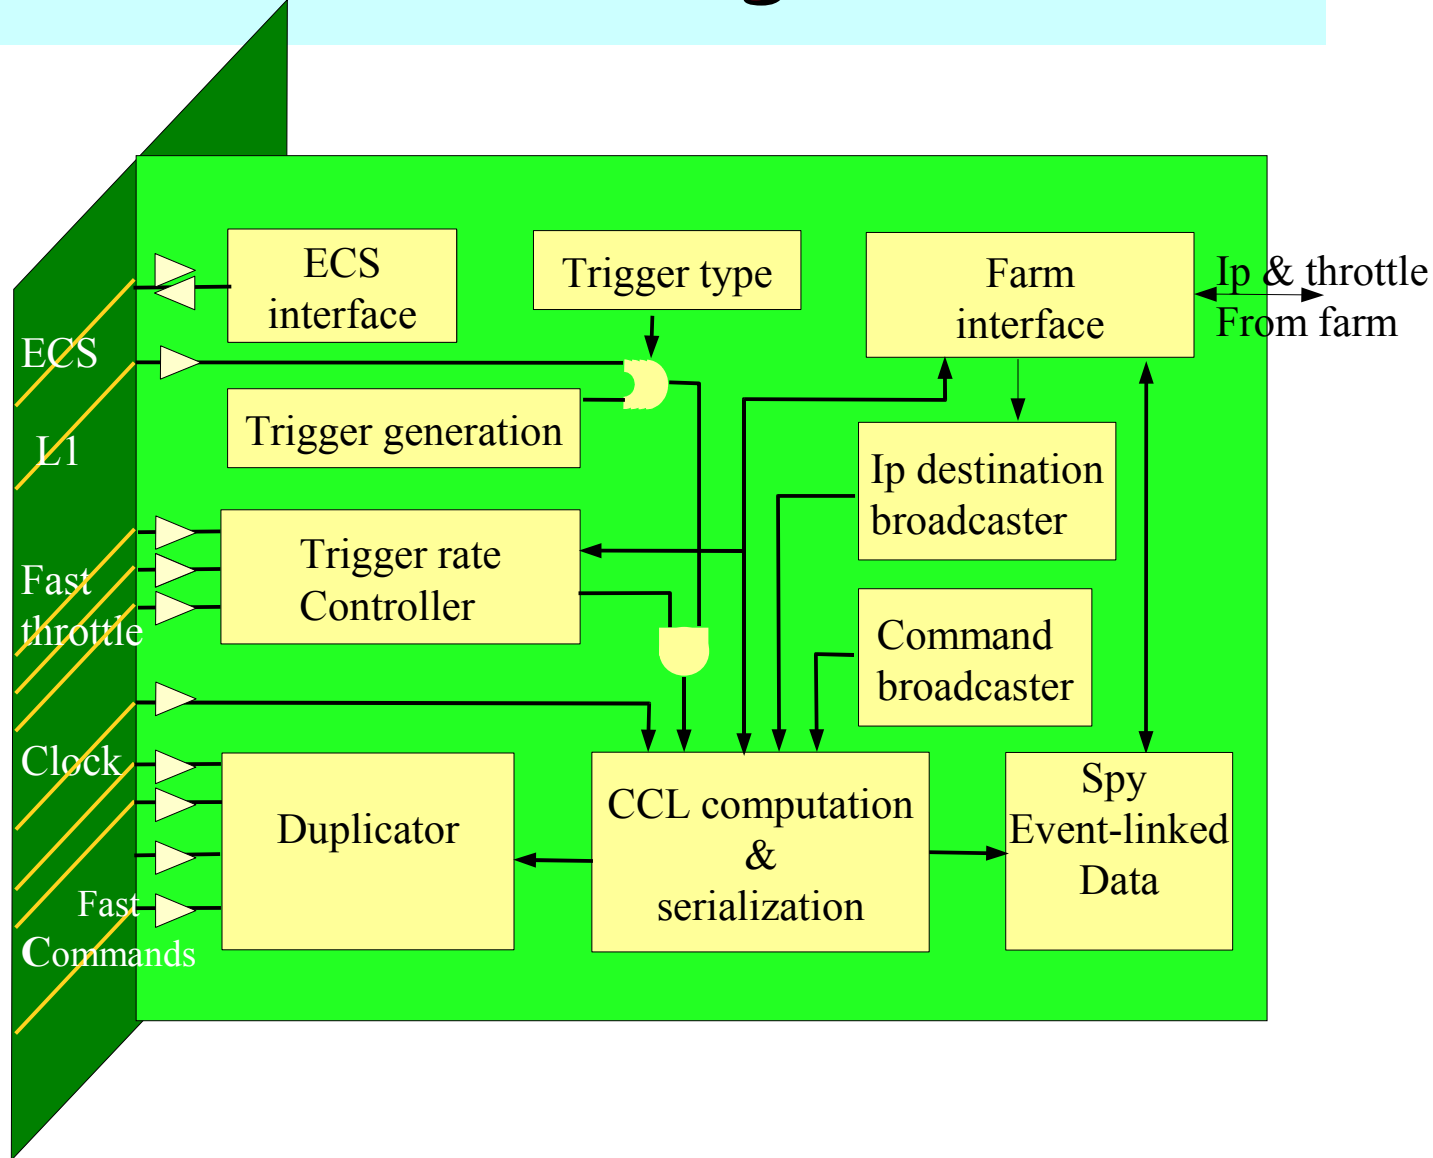 ECS
interface
Trigger type
Farm
interface
Ip & throttle
From farm
ECS
Trigger generation
L1
Ip destination
broadcaster
Trigger rate
Controller
Fast
throttle
Command
broadcaster
Clock
Duplicator
CCL computation
&
serialization
Spy
Event-linked
Data
Fast
Commands